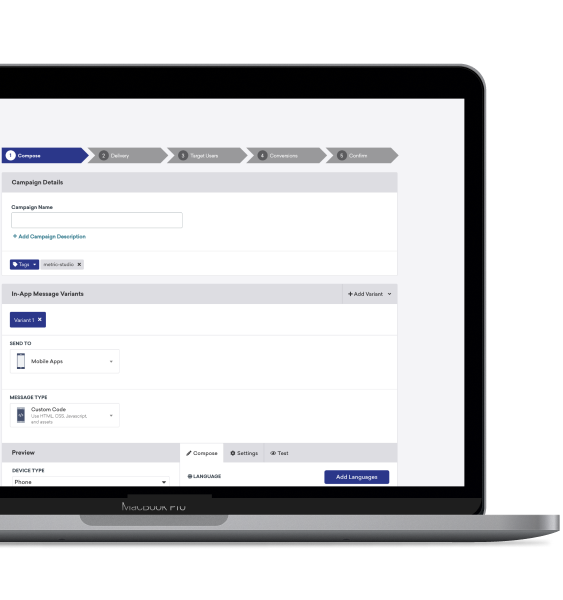 1 Compose
2 Delivery
3 Target Users
4 Conversions
5 Confirm
Campaign Details
Campaign Name
+ Add Campaign Description
Tags
metric-studio ×
In-App Message Variants
+ Add Variant
Variant 1 ×
SEND TO
Mobile Apps
MESSAGE TYPE
</>
Custom Code
Use HTML, CSS, Javascript,
and assets
Preview
Compose
Settings
Test
DEVICE TYPE
Phone
LANGUAGE
Add Languages
MacBook Pro